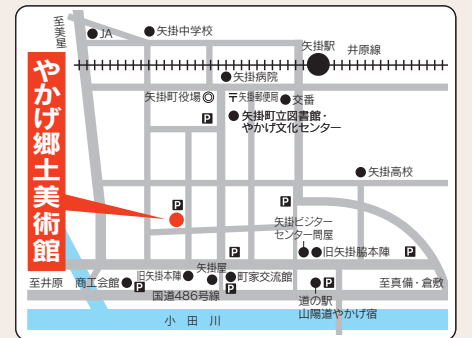 至美星
JA
矢掛中学校
矢掛駅
井原線
矢掛病院
矢掛町役場
〒矢掛郵便局
交番
P
矢掛町立図書館・
やかげ文化センター
やかげ郷土美術館
矢掛高校
P
P
矢掛ビジター
センター問屋
旧矢掛脇本陣
P
P
至井原
商工会館
P
旧矢掛本陣
矢掛屋
町家交流館
P
国道486号線
P
道の駅
山陽道やかげ宿
至真備・倉敷
小田川